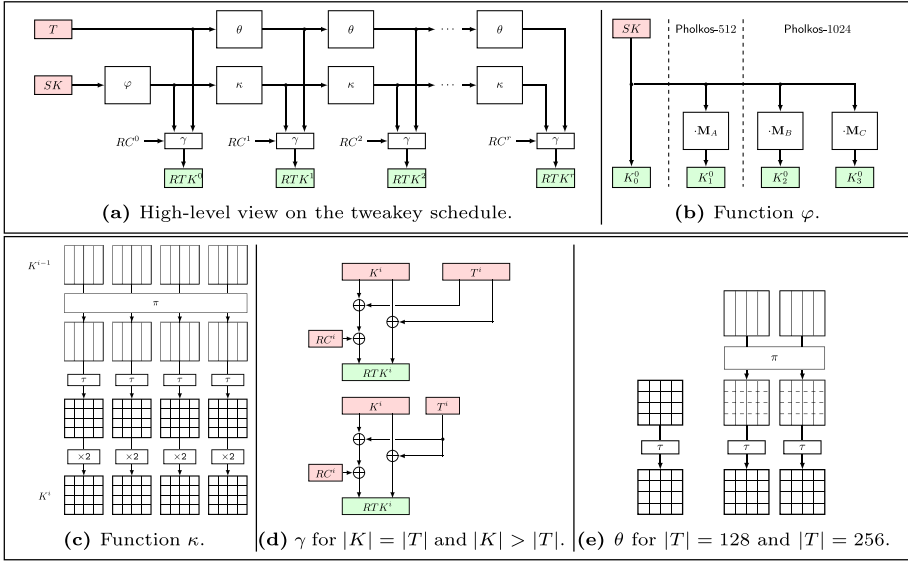 T θ θ ··· θ
SK φ κ κ ··· κ
RC^0 γ RC^1 γ RC^2 γ RC^r γ
RTK^0 RTK^1 RTK^2 RTK^r
(a) High-level view on the tweakey schedule.
SK Pholkos-512 Pholkos-1024
·M_A ·M_B ·M_C
K_0^0 K_1^0 K_2^0 K_3^0
(b) Function φ.
K^{i−1}
π
τ τ τ τ
×2 ×2 ×2 ×2
K^i
(c) Function κ.
K^i T^i
RC^i
RTK^i
K^i T^i
RC^i
RTK^i
(d) γ for |K| = |T| and |K| > |T|.
π
τ τ τ
(e) θ for |T| = 128 and |T| = 256.